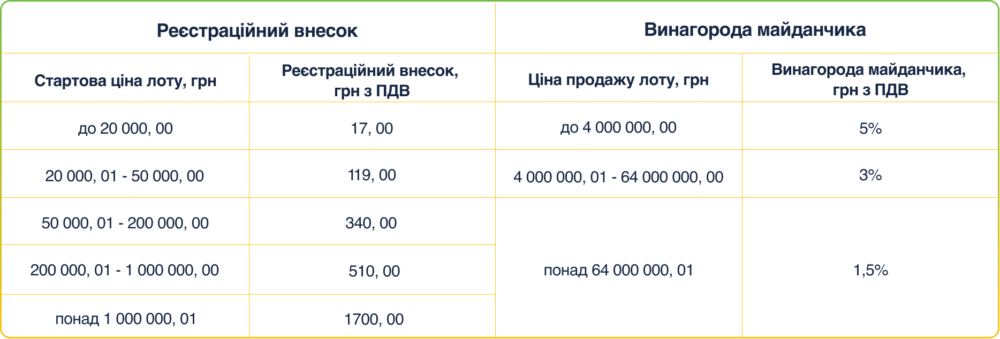 Реєстраційний внесок
Винагорода майданчика
Стартова ціна лоту, грн
Реєстраційний внесок,
грн з ПДВ
Ціна продажу лоту, грн
Винагорода майданчика,
грн з ПДВ
до 20 000, 00
17, 00
до 4 000 000, 00
5%
20 000, 01 - 50 000, 00
119, 00
4 000 000, 01 - 64 000 000, 00
3%
50 000, 01 - 200 000, 00
340, 00
200 000, 01 - 1 000 000, 00
510, 00
понад 64 000 000, 01
1,5%
понад 1 000 000, 01
1700, 00